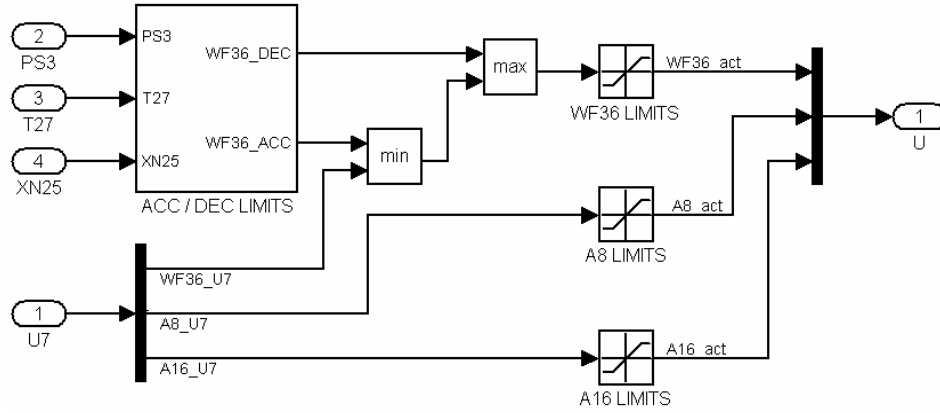 2
PS3
3
T27
4
XN25
PS3
T27
XN25
WF36_DEC
WF36_ACC
ACC / DEC LIMITS
min
max
WF36 LIMITS
WF36_act
1
U
A8_act
A8 LIMITS
1
U7
WF36_U7
A8_U7
A16_U7
A16_act
A16 LIMITS